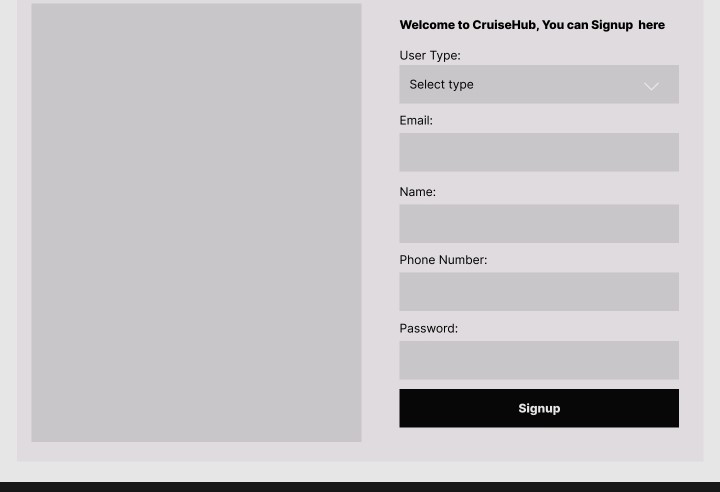 Welcome to CruiseHub, You can Signup here
User Type:
Select type
Email:
Name:
Phone Number:
Password:
Signup